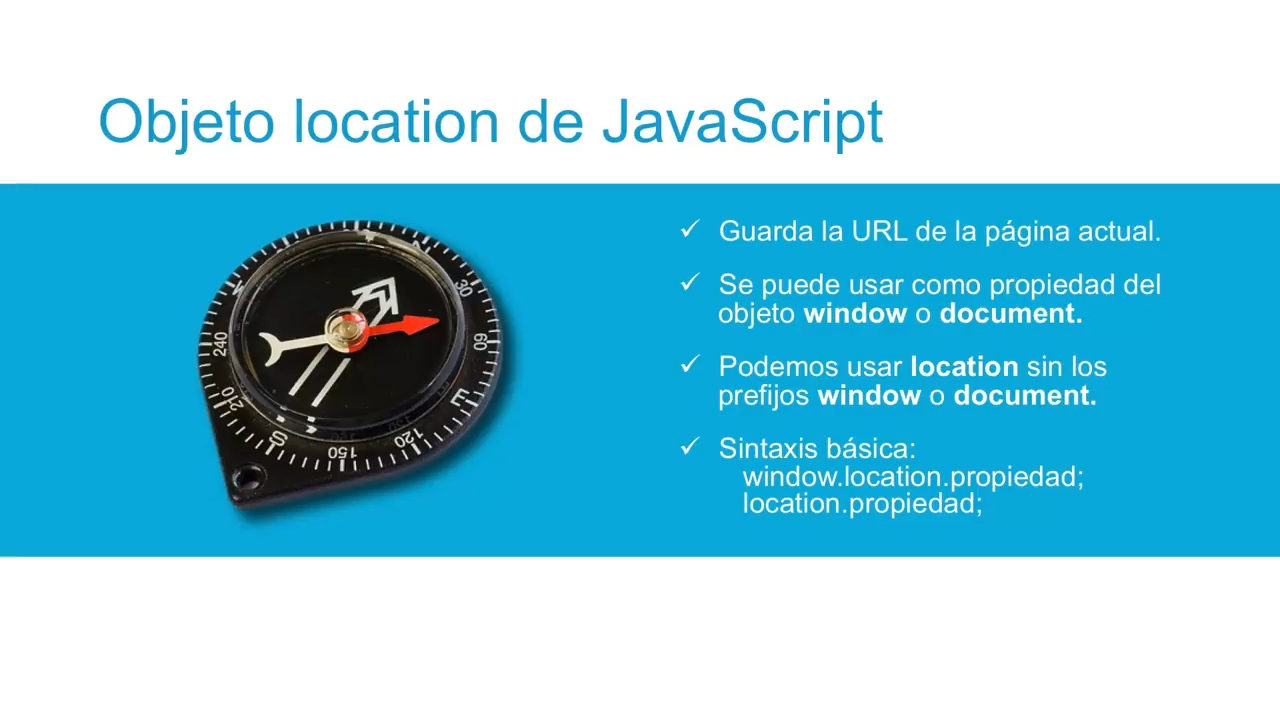 Objeto location de JavaScript
✓ Guarda la URL de la página actual.
✓ Se puede usar como propiedad del
objeto window o document.
✓ Podemos usar location sin los
prefijos window o document.
✓ Sintaxis básica:
window.location.propiedad;
location.propiedad;
N
30
60
E
120
150
S
210
240